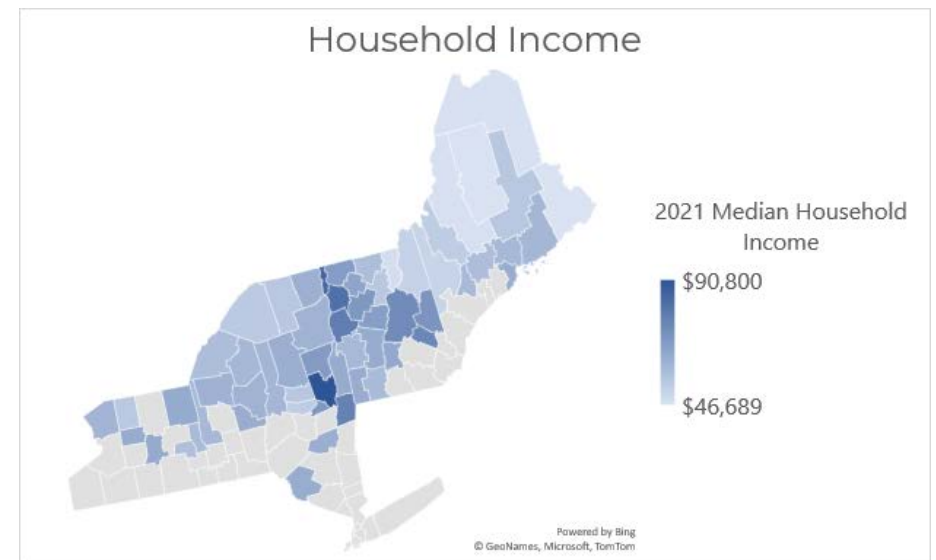 Household Income
2021 Median Household
Income
$90,800
$46,689
Powered by Bing
© GeoNames, Microsoft, TomTom